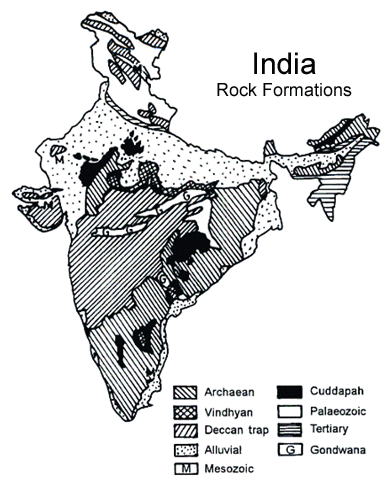 India
Rock Formations
M
M
G
G
M
Archaean
Vindhyan
Deccan trap
Alluvial
M Mesozoic
Cuddapah
Palaeozoic
Tertiary
G Gondwana